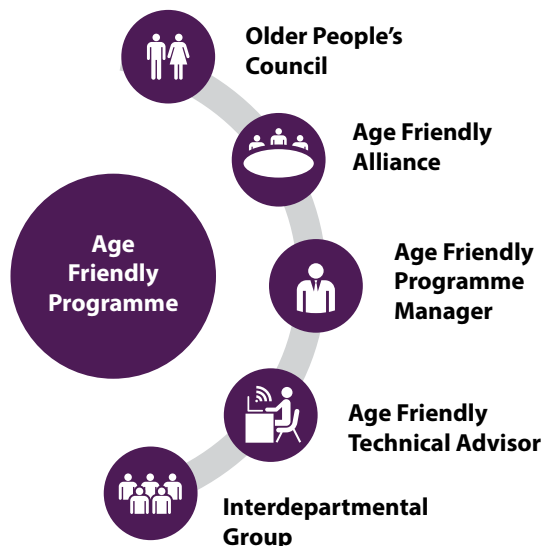 Older People’s
Council
Age Friendly
Alliance
Age
Friendly
Programme
Age Friendly
Programme
Manager
Age Friendly
Technical Advisor
Interdepartmental
Group